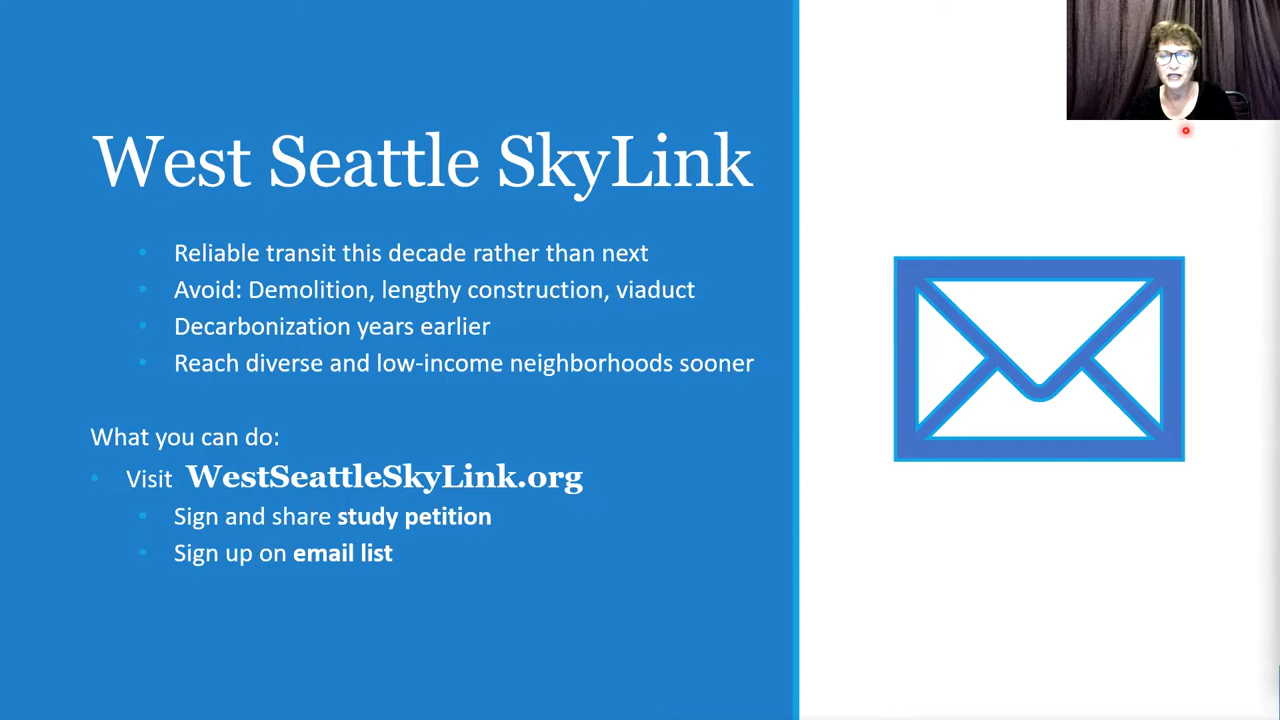 West Seattle SkyLink
• Reliable transit this decade rather than next
• Avoid: Demolition, lengthy construction, viaduct
• Decarbonization years earlier
• Reach diverse and low-income neighborhoods sooner
What you can do:
• Visit WestSeattleSkyLink.org
• Sign and share study petition
• Sign up on email list